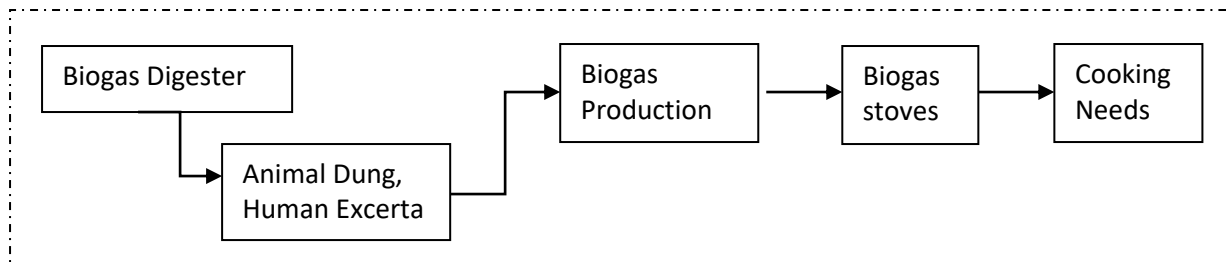 Biogas Digester
Animal Dung,
Human Excerta
Biogas
Production
Biogas
stoves
Cooking
Needs